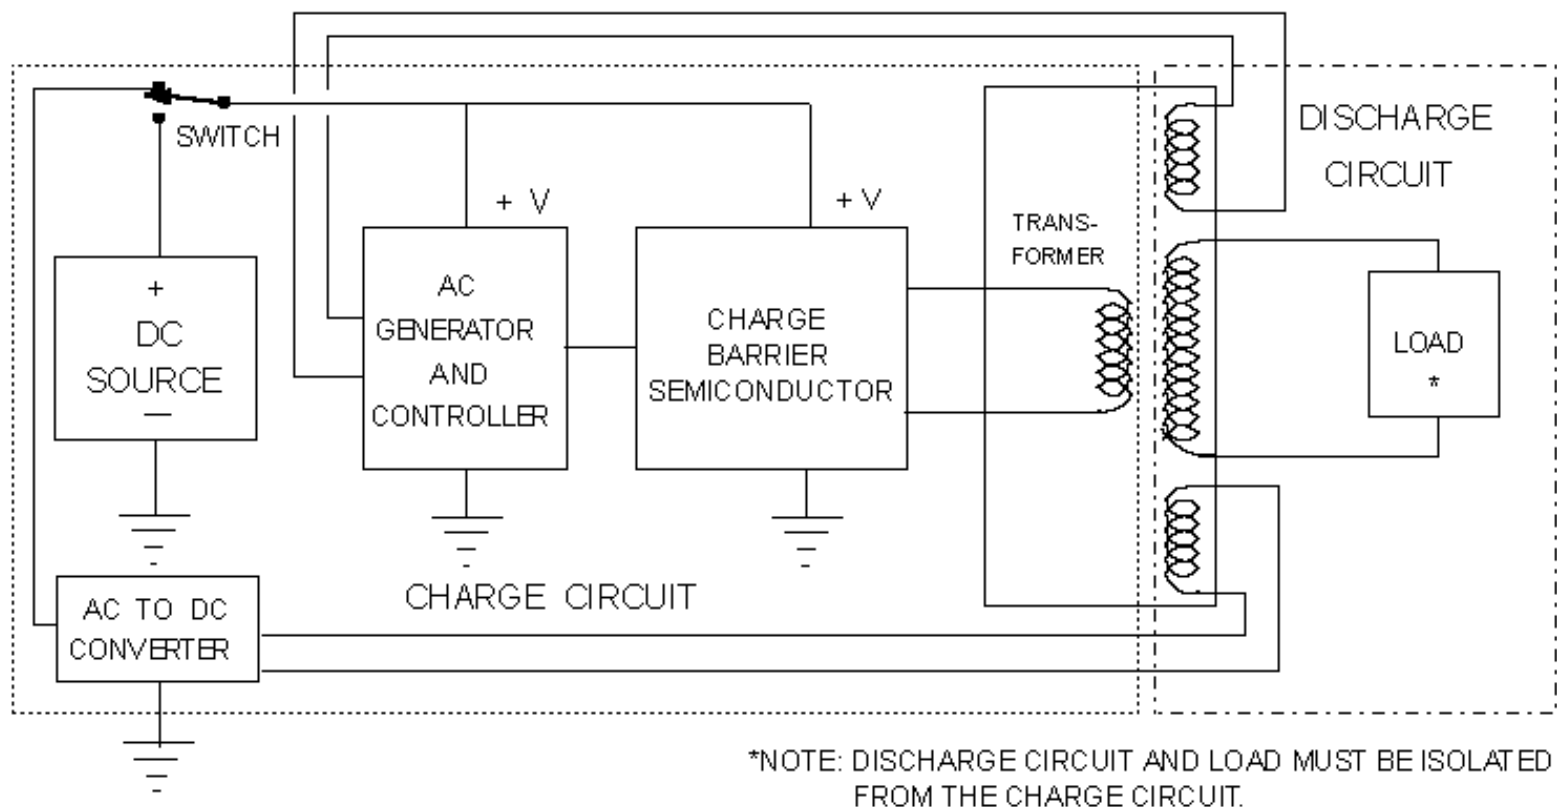 DISCHARGE
CIRCUIT
SWITCH
+ V
+ V
TRANS-
FORMER
+
DC
SOURCE
—
AC
GENERATOR
AND
CONTROLLER
CHARGE
BARRIER
SEMICONDUCTOR
LOAD
*
CHARGE CIRCUIT
AC TO DC
CONVERTER
*NOTE: DISCHARGE CIRCUIT AND LOAD MUST BE ISOLATED
FROM THE CHARGE CIRCUIT.